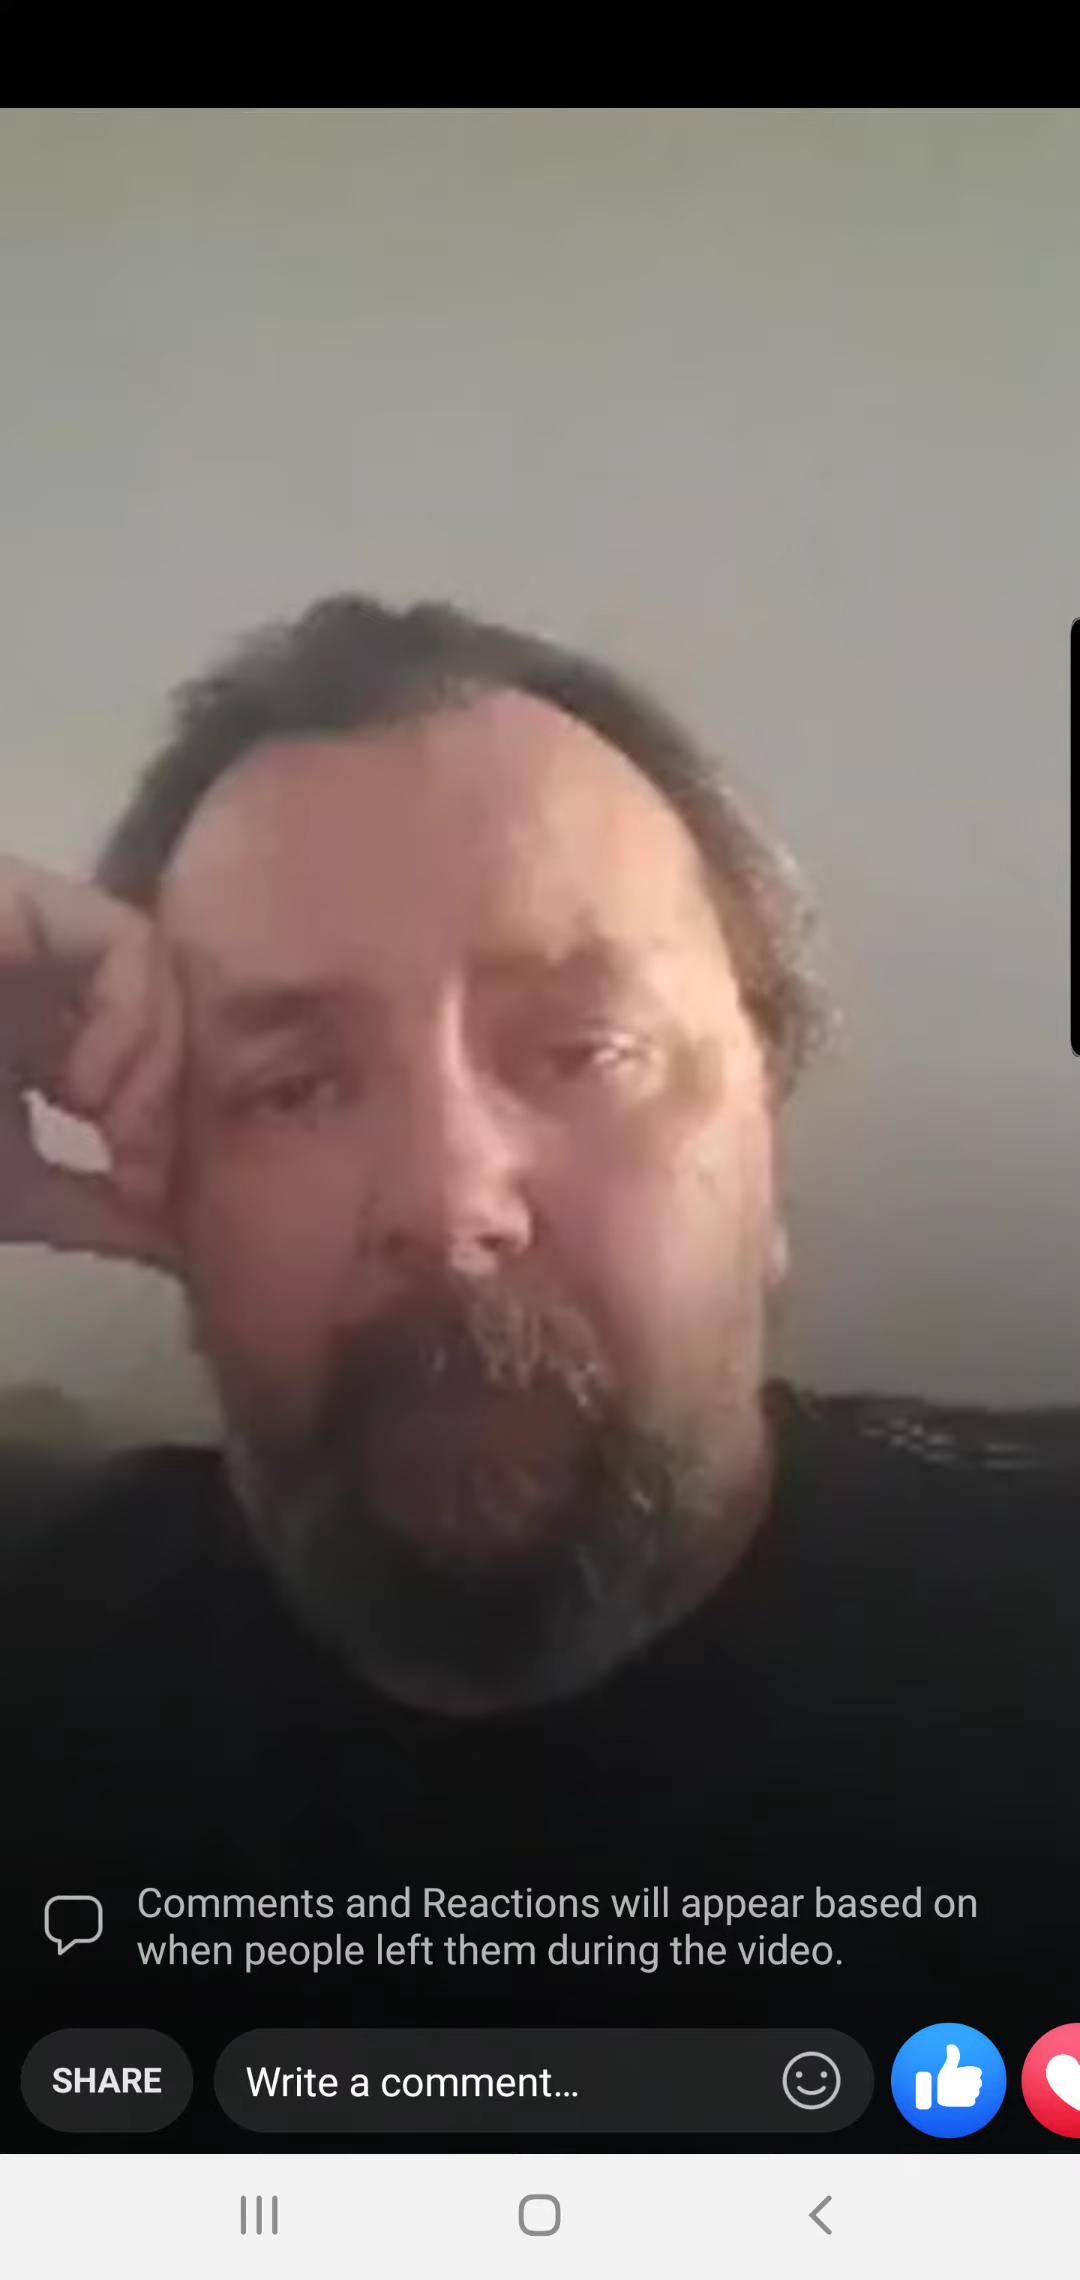 Comments and Reactions will appear based on
when people left them during the video.
SHARE
Write a comment...